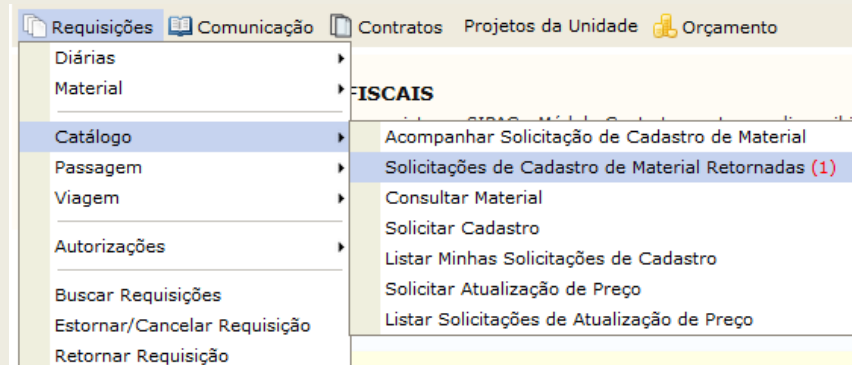 Requisições Comunicação Contratos Projetos da Unidade Orçamento
Diárias
Material
FISCAIS
Catálogo
Acompanhar Solicitação de Cadastro de Material
Passagem
Solicitações de Cadastro de Material Retornadas (1)
Viagem
Consultar Material
Solicitar Cadastro
Autorizações
Listar Minhas Solicitações de Cadastro
Buscar Requisições
Solicitar Atualização de Preço
Estornar/Cancelar Requisição
Listar Solicitações de Atualização de Preço
Retornar Requisição